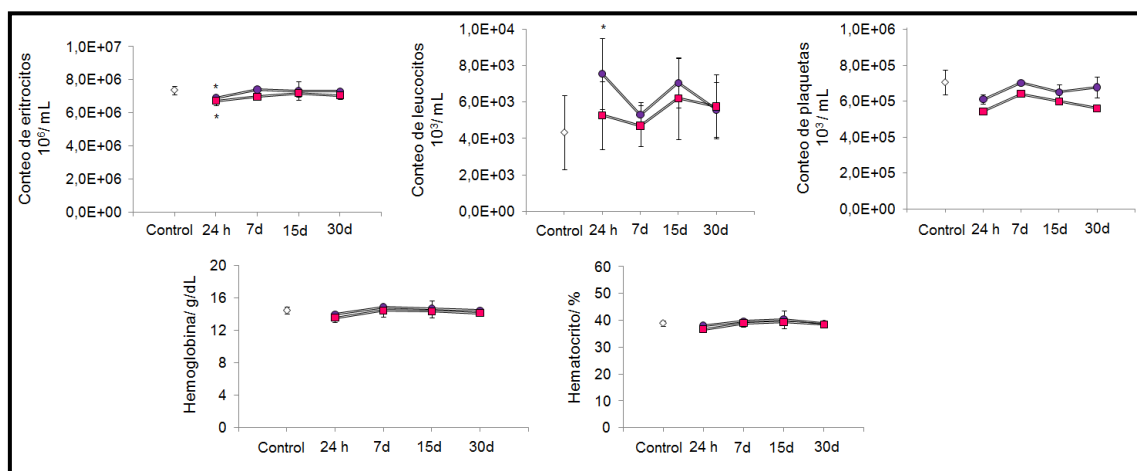 Conteo de eritrocitos
10⁶/ mL
1,0E+07
8,0E+06
6,0E+06
4,0E+06
2,0E+06
0,0E+00
*
*
Control 24 h 7d 15d 30d
Conteo de leucocitos
10³/ mL
1,0E+04
8,0E+03
6,0E+03
4,0E+03
2,0E+03
0,0E+00
*
Control 24 h 7d 15d 30d
Conteo de plaquetas
10³/ mL
1,0E+06
8,0E+05
6,0E+05
4,0E+05
2,0E+05
0,0E+00
Control 24 h 7d 15d 30d
Hemoglobina/ g/dL
20
16
12
8
4
0
Control 24 h 7d 15d 30d
Hematocrito/ %
60
50
40
30
20
10
0
Control 24 h 7d 15d 30d